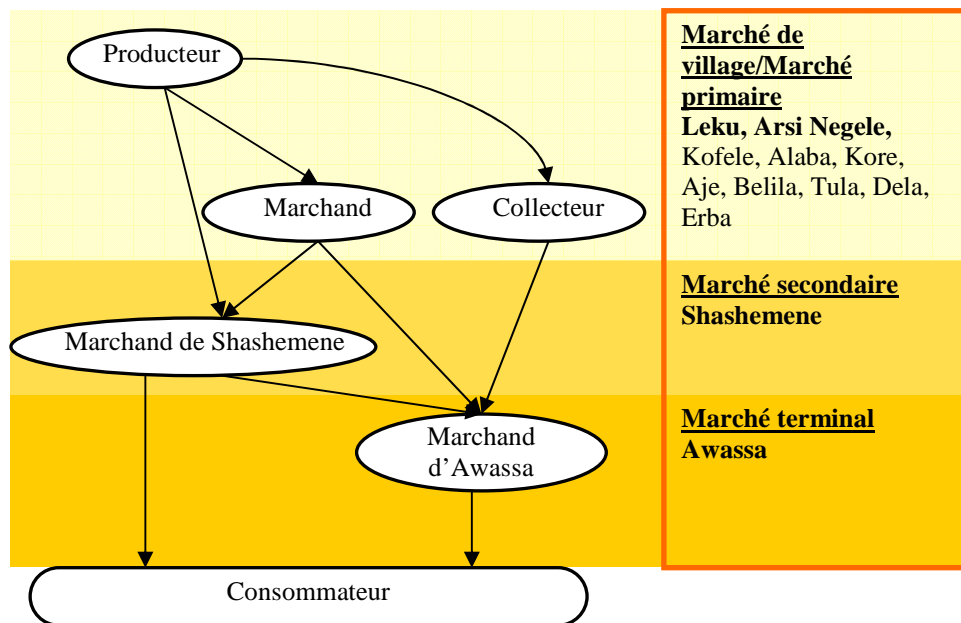 Producteur
Marchand
Collecteur
Marchand de Shashemene
Marchand
d’Awassa
Consommateur
Marché de
village/Marché
primaire
Leku, Arsi Negele,
Kofele, Alaba, Kore,
Aje, Belila, Tula, Dela,
Erba
Marché secondaire
Shashemene
Marché terminal
Awassa